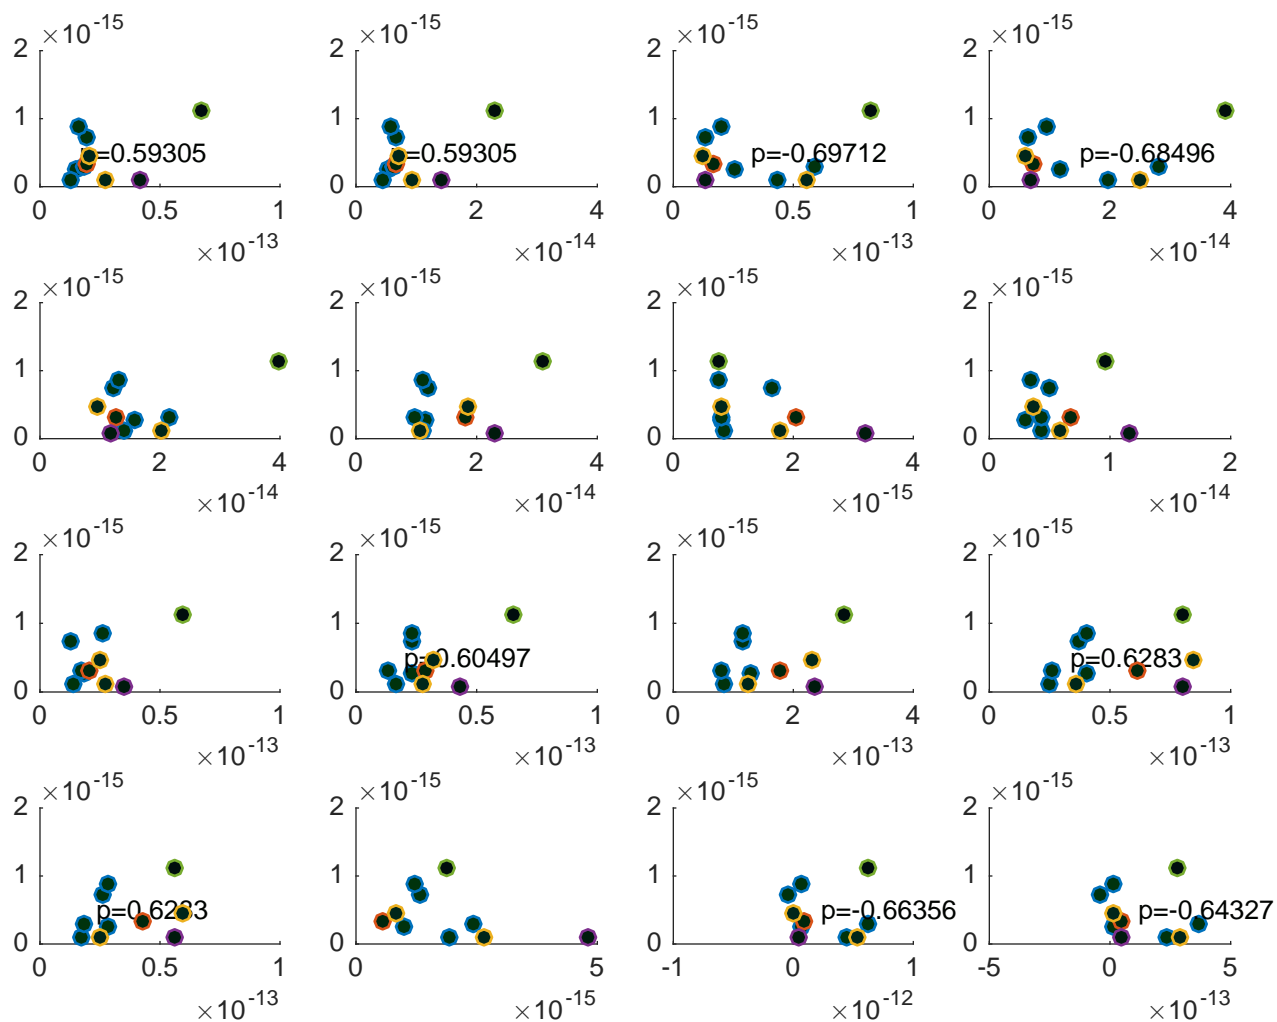 ×10-15 ×10-15 ×10-15 ×10-15
2 2 2 2
1 1 1 1
=0.59305 =0.59305 p=-0.69712 p=-0.68496
0 0 0 0
0 0.5 1 0 2 4 0 0.5 1 0 2 4
×10-13 ×10-14 ×10-13 ×10-14
×10-15 ×10-15 ×10-15 ×10-15
2 2 2 2
1 1 1 1
0 0 0 0
0 2 4 0 2 4 0 2 4 0 1 2
×10-14 ×10-14 ×10-15 ×10-14
×10-15 ×10-15 ×10-15 ×10-15
2 2 2 2
1 1 1 1
p=0.60497 p=0.6283
0 0 0 0
0 0.5 1 0 0.5 1 0 2 4 0 0.5 1
×10-13 ×10-13 ×10-13 ×10-13
×10-15 ×10-15 ×10-15 ×10-15
2 2 2 2
1 1 1 1
p=0.6233 p=-0.66356 p=-0.64327
0 0 0 0
0 0.5 1 0 5 -1 0 1 -5 0 5
×10-13 ×10-15 ×10-12 ×10-13